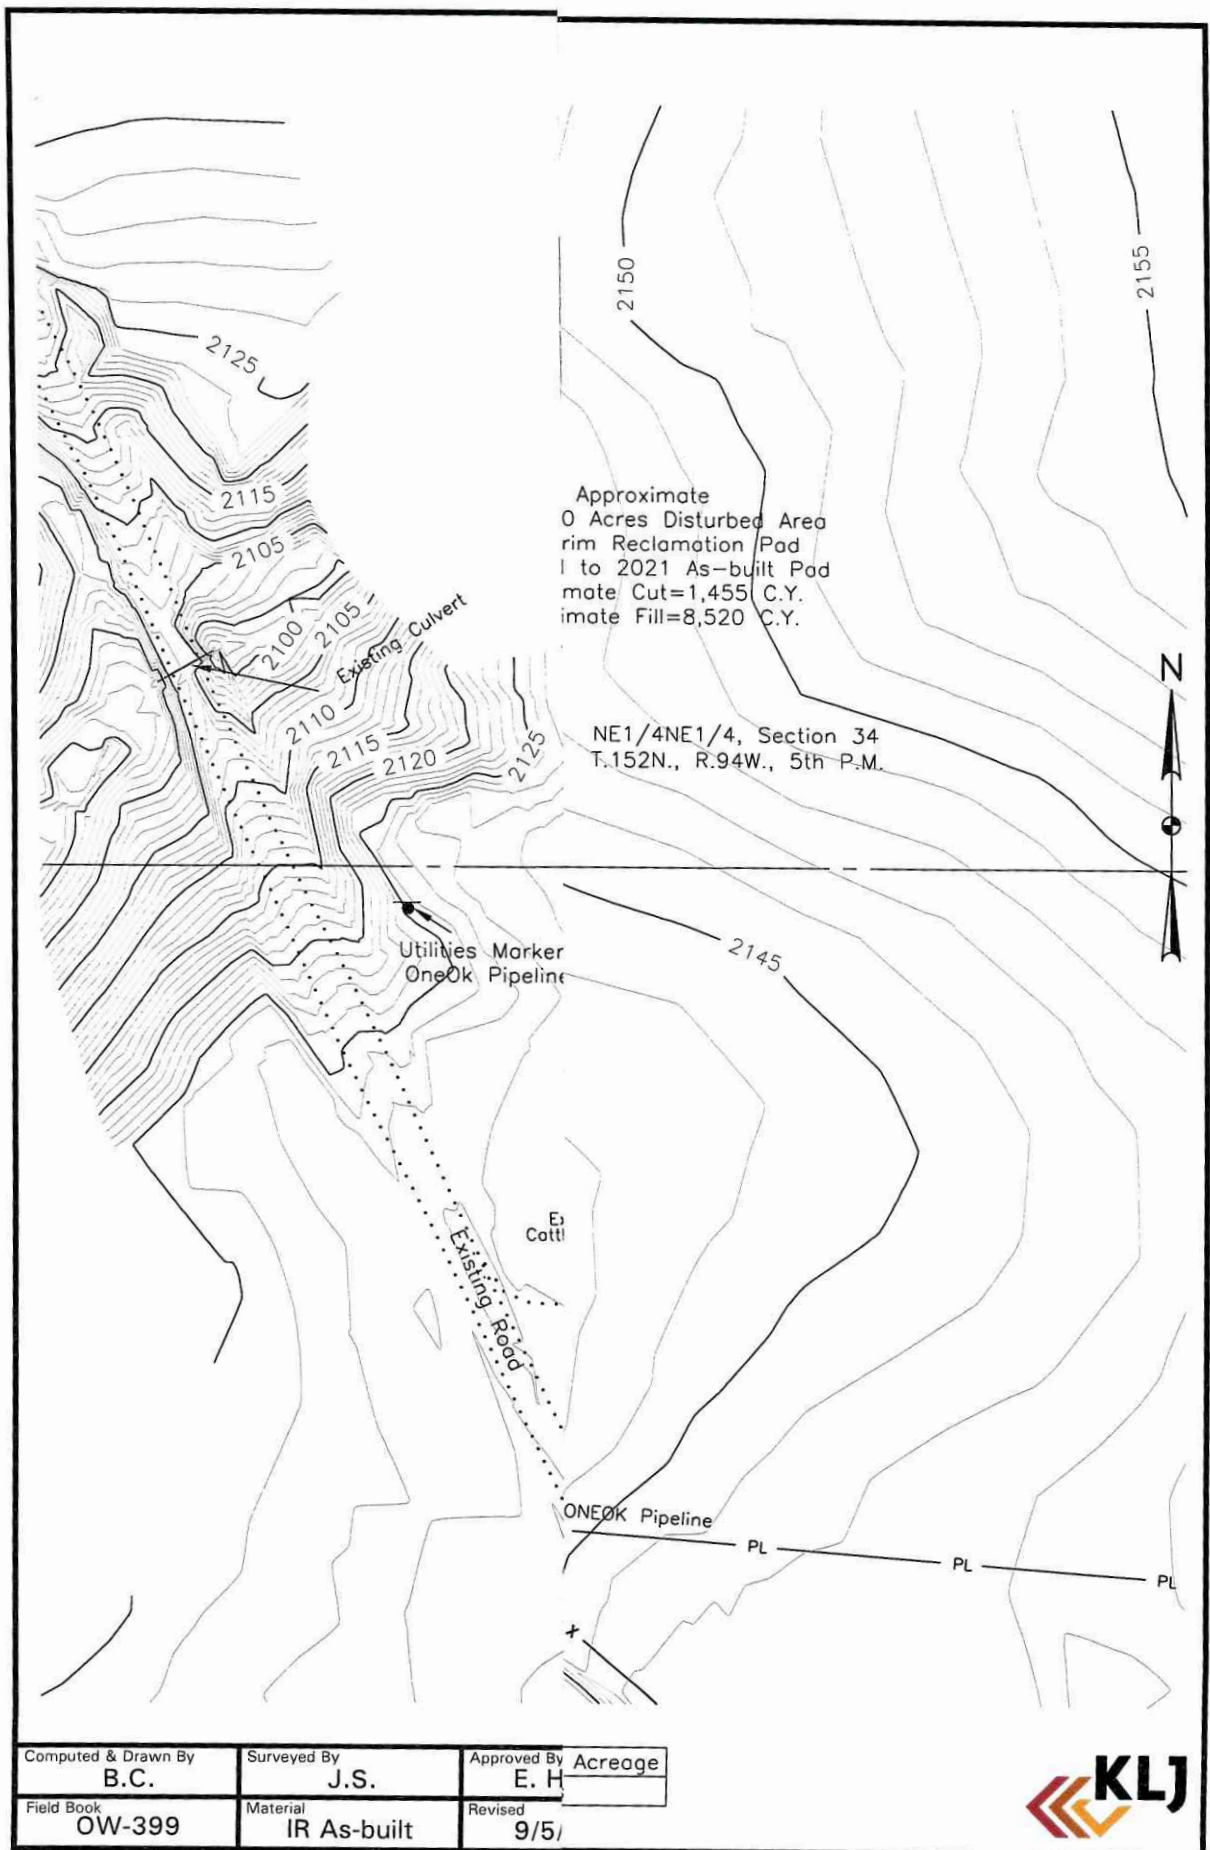 2150
2155
2125
2115
2105
2100
2105
Existing Culvert
2110
2115
2120
2125
Approximate
0 Acres Disturbed Area
rim Reclamation Pad
to 2021 As-built Pad
mate Cut=1,455 C.Y.
imate Fill=8,520 C.Y.
N
NE1/4NE1/4, Section 34
T.152N., R.94W., 5th P.M.
2145
Utilities Marker
OneOk Pipeline
Existing Road
ONEOK Pipeline
PL
PL
PL
x
Computed & Drawn By
B.C.
Surveyed By
J.S.
Approved By
E. H
Acreage
Field Book
OW-399
Material
IR As-built
Revised
9/5/
KLJ